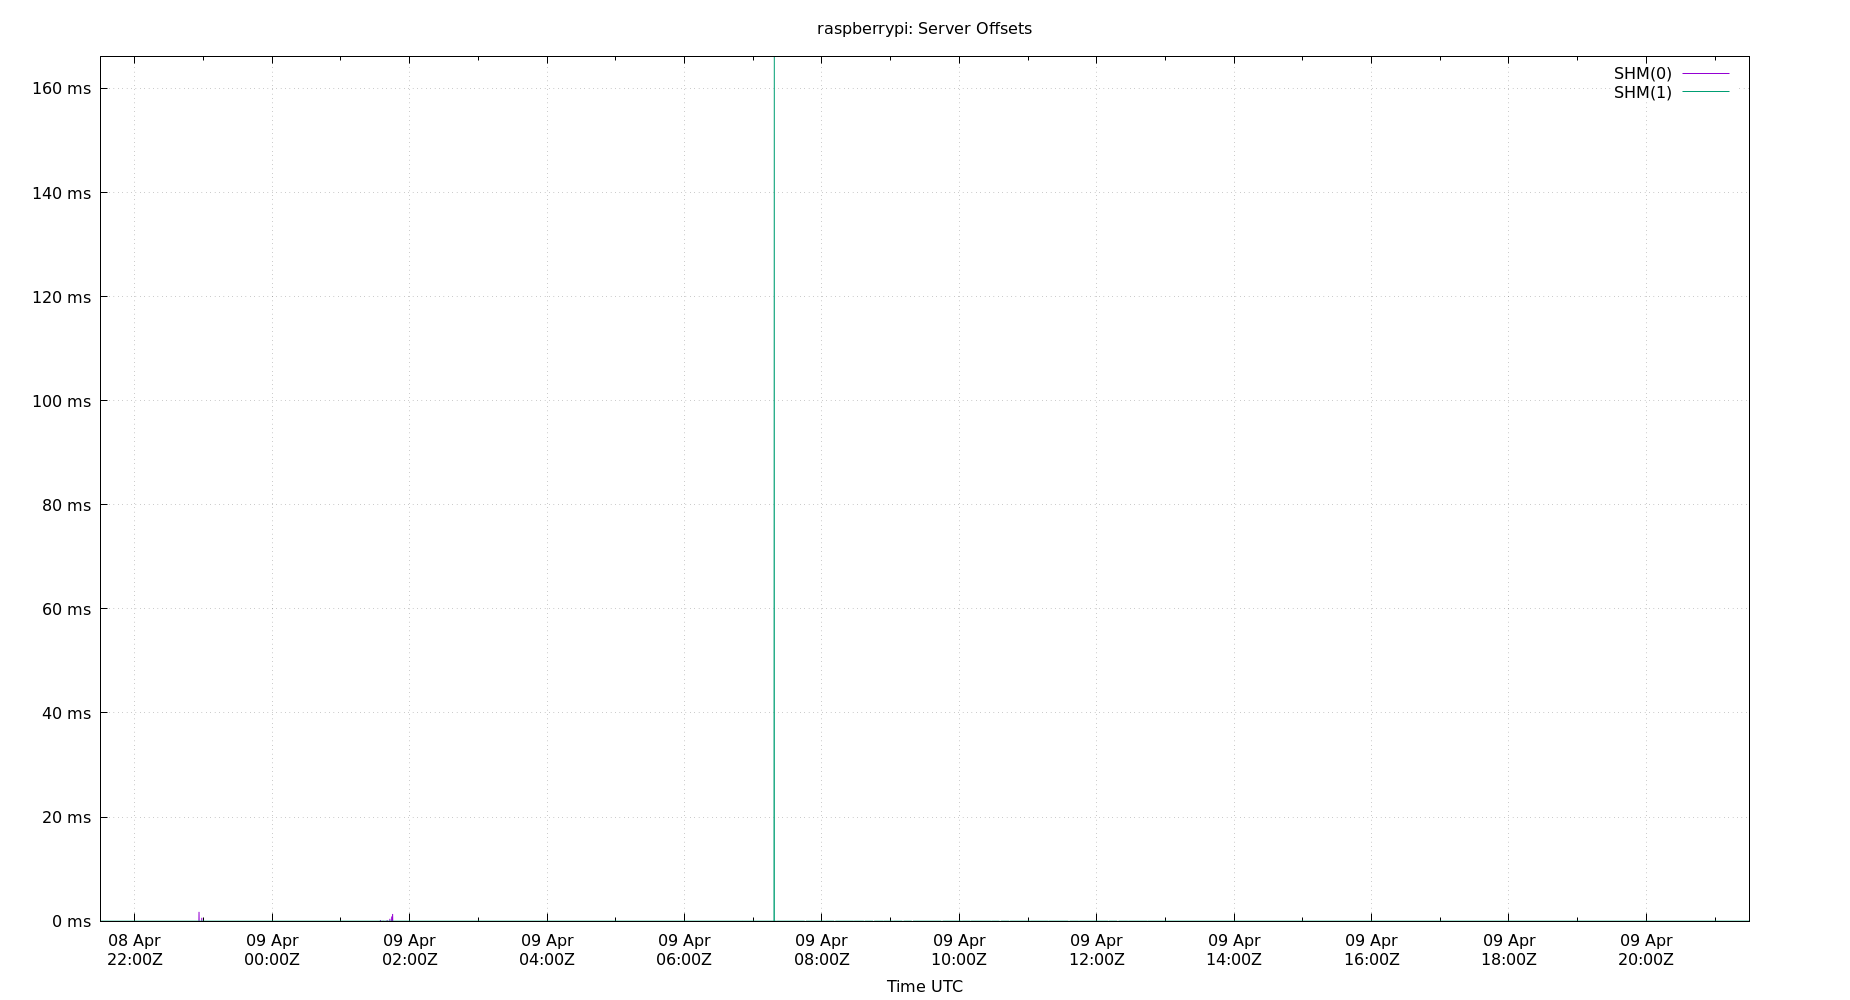 raspberrypi: Server Offsets
SHM(0)
SHM(1)
160 ms
140 ms
120 ms
100 ms
80 ms
60 ms
40 ms
20 ms
0 ms
08 Apr 09 Apr 09 Apr 09 Apr 09 Apr 09 Apr 09 Apr 09 Apr 09 Apr 09 Apr 09 Apr 09 Apr
22:00Z 00:00Z 02:00Z 04:00Z 06:00Z 08:00Z 10:00Z 12:00Z 14:00Z 16:00Z 18:00Z 20:00Z
Time UTC